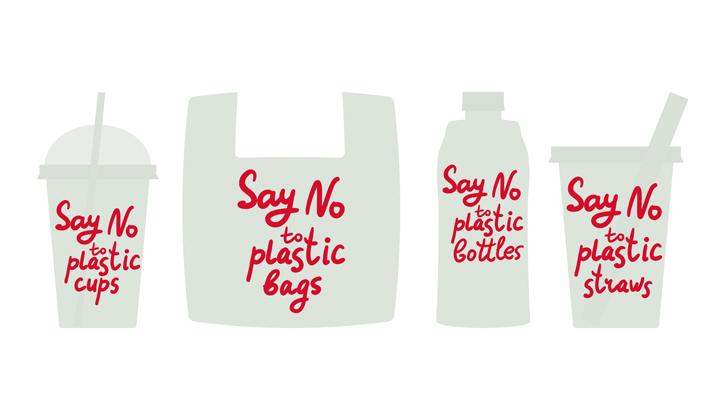 Say No
to
plastic
cups
Say No
to
plastic
bags
Say No
to
plastic
bottles
Say No
to
plastic
straws